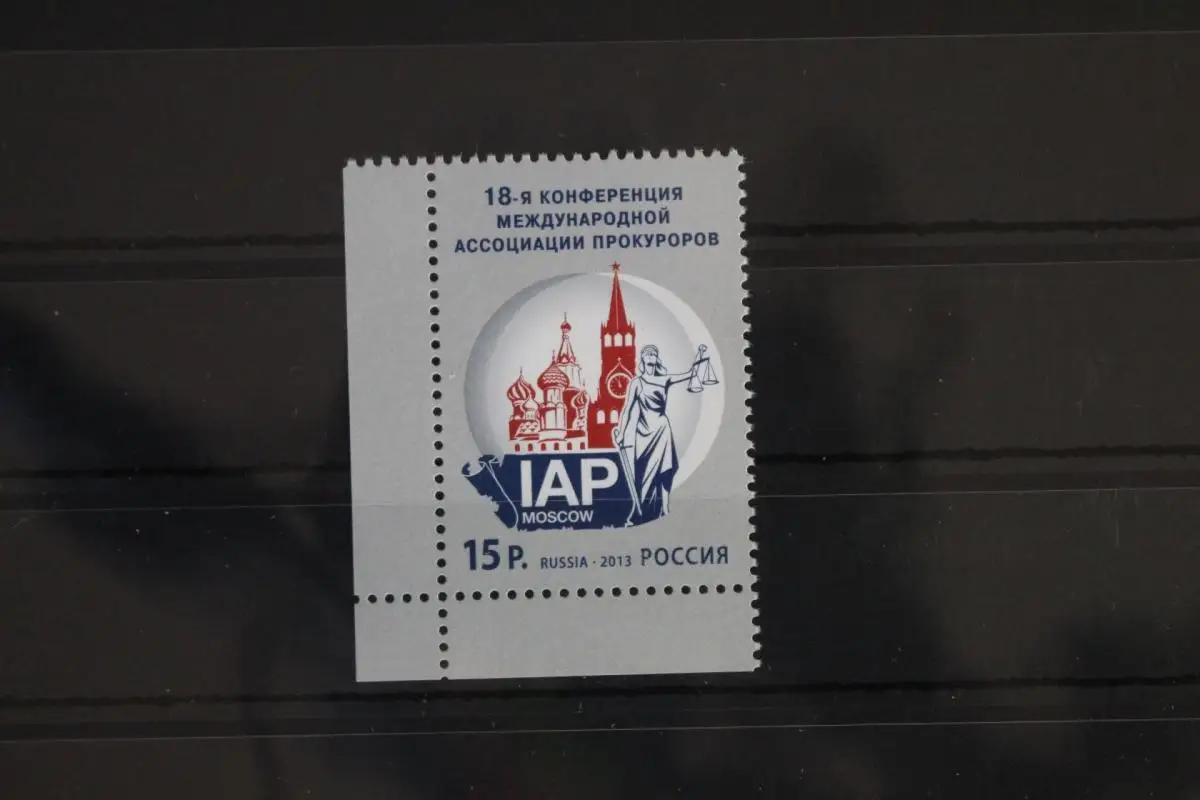 18-я КОНФЕРЕНЦИЯ
МЕЖДУНАРОДНОЙ
АССОЦИАЦИИ ПРОКУРОРОВ
IAP
MOSCOW
15 Р. RUSSIA · 2013 РОССИЯ